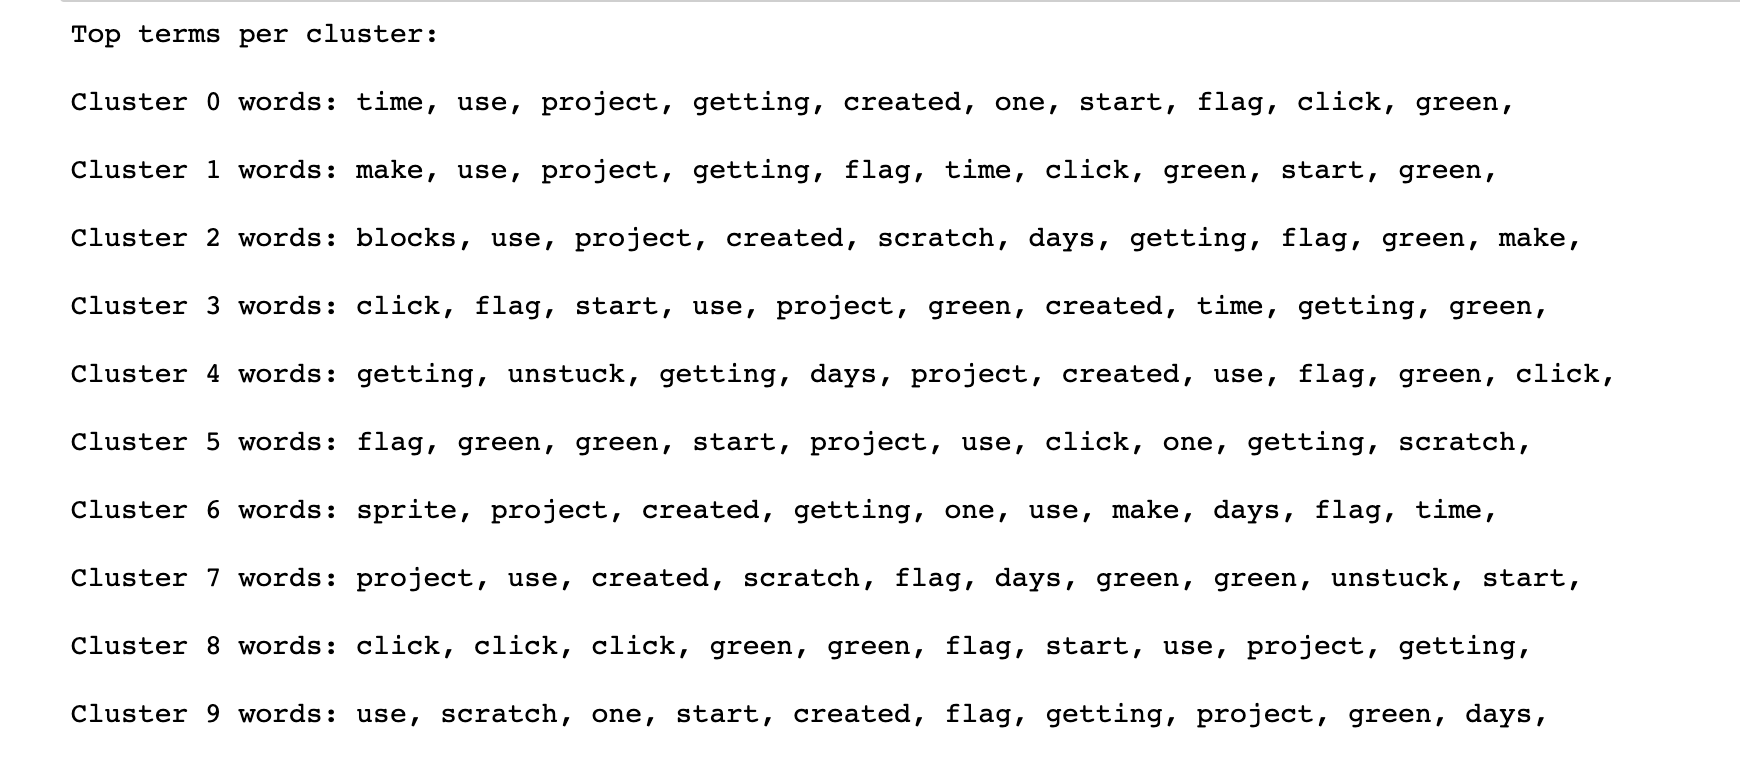 Top terms per cluster:
Cluster 0 words: time, use, project, getting, created, one, start, flag, click, green,
Cluster 1 words: make, use, project, getting, flag, time, click, green, start, green,
Cluster 2 words: blocks, use, project, created, scratch, days, getting, flag, green, make,
Cluster 3 words: click, flag, start, use, project, green, created, time, getting, green,
Cluster 4 words: getting, unstuck, getting, days, project, created, use, flag, green, click,
Cluster 5 words: flag, green, green, start, project, use, click, one, getting, scratch,
Cluster 6 words: sprite, project, created, getting, one, use, make, days, flag, time,
Cluster 7 words: project, use, created, scratch, flag, days, green, green, unstuck, start,
Cluster 8 words: click, click, click, green, green, flag, start, use, project, getting,
Cluster 9 words: use, scratch, one, start, created, flag, getting, project, green, days,